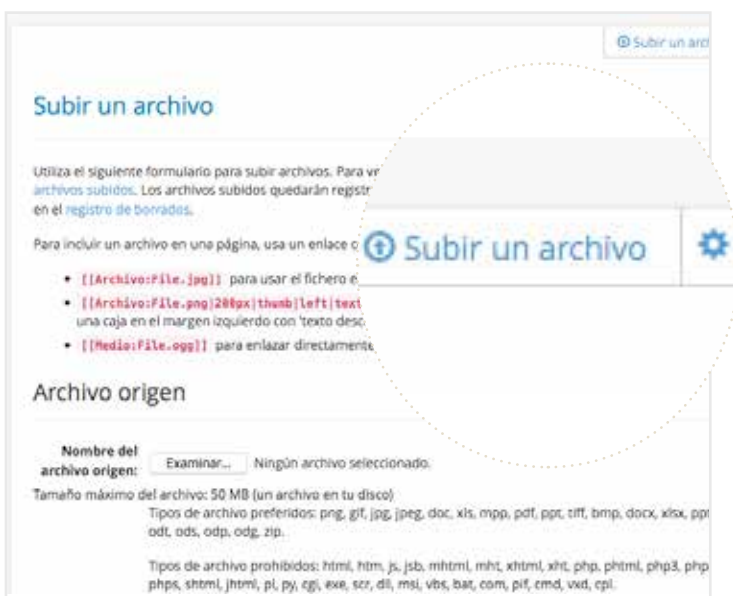 Subir un arc
Subir un archivo
Utiliza el siguiente formulario para subir archivos. Para ve
archivos subidos. Los archivos subidos quedarán registr
en el registro de borrados.
Para incluir un archivo en una página, usa un enlace c
Subir un archivo
• [[Archivo:File.jpg]] para usar el fichero e
• [[Archivo:File.png|200px|thumb|left|text
una caja en el margen izquierdo con 'texto desc
• [[Medio:File.ogg]] para enlazar directamente
Archivo origen
Nombre del
archivo origen: Examinar... Ningún archivo seleccionado.
Tamaño máximo del archivo: 50 MB (un archivo en tu disco)
Tipos de archivo preferidos: png, gif, jpg, jpeg, doc, xls, mpp, pdf, ppt, tiff, bmp, docx, xlsx, ppt
odt, ods, odp, odg, zip.
Tipos de archivo prohibidos: html, htm, js, jsb, mhtml, mht, xhtml, xht, php, phtml, php3, php
phps, shtml, jhtml, pl, py, cgi, exe, scr, dll, msi, vbs, bat, com, pif, cmd, vxd, cpl.